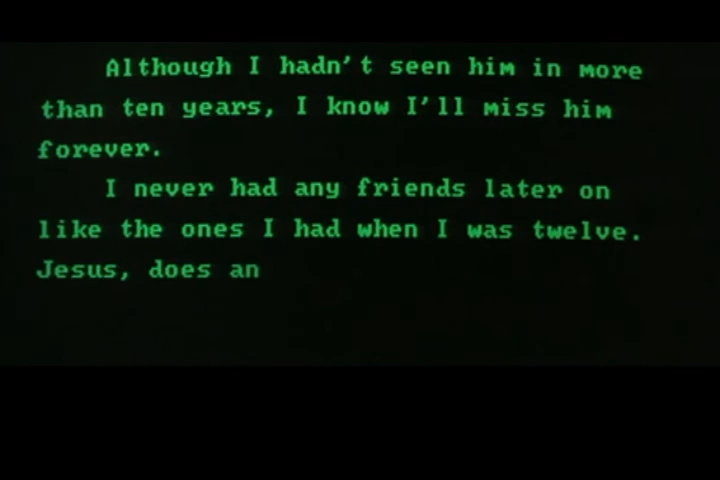 Although I hadn't seen him in more
than ten years, I know I'll miss him
forever.
I never had any friends later on
like the ones I had when I was twelve.
Jesus, does an